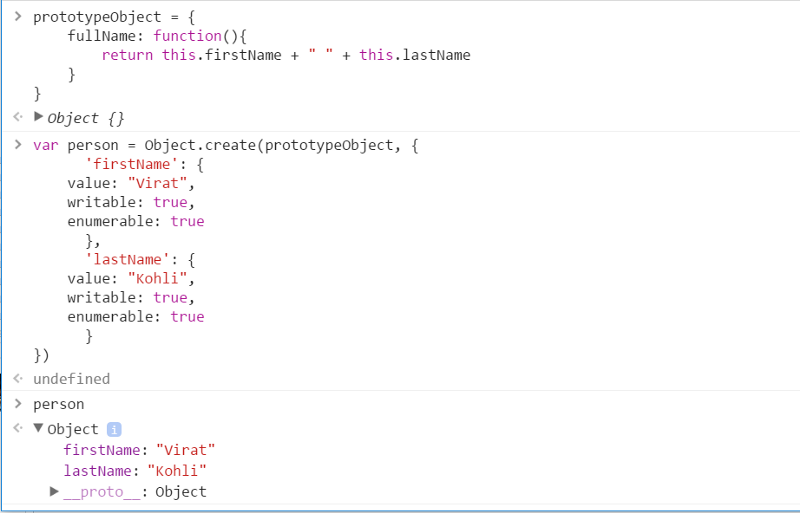 prototypeObject = {
fullName: function(){
return this.firstName + " " + this.lastName
}
}
Object {}
var person = Object.create(prototypeObject, {
'firstName': {
value: "Virat",
writable: true,
enumerable: true
},
'lastName': {
value: "Kohli",
writable: true,
enumerable: true
}
})
undefined
person
Object i
firstName: "Virat"
lastName: "Kohli"
__proto__: Object